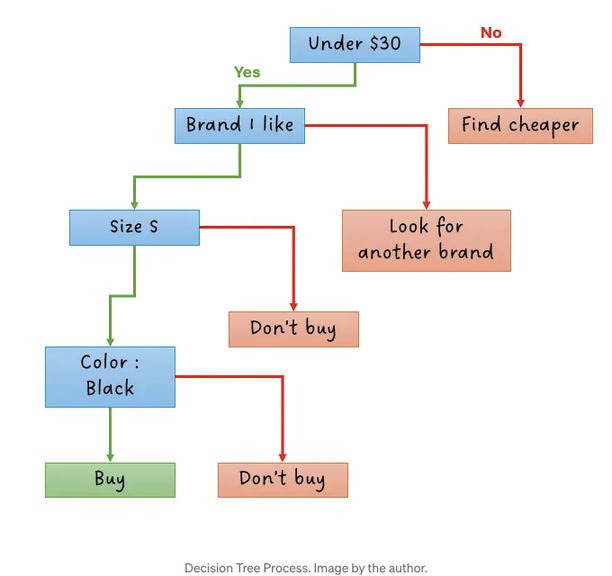 Under $30
No
Yes
Brand I like
Find cheaper
Size S
Look for
another brand
Don't buy
Color :
Black
Buy
Don't buy
Decision Tree Process. Image by the author.